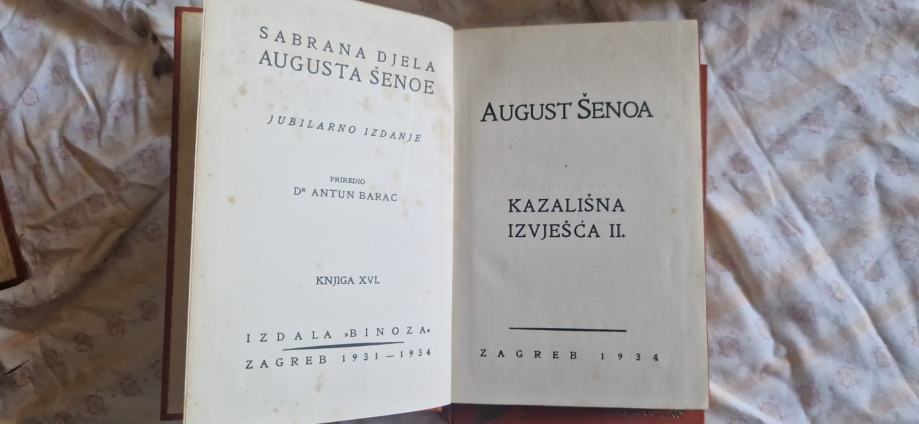 SABRANA DJELA
AUGUSTA ŠENOE
JUBILARNO IZDANJE
PRIREDIO
Dᴿ ANTUN BARAC
KNJIGA XVI.
IZDALA »BINOZA«
ZAGREB 1931—1934
AUGUST ŠENOA
KAZALIŠNA
IZVJEŠĆA II.
ZAGREB 1934